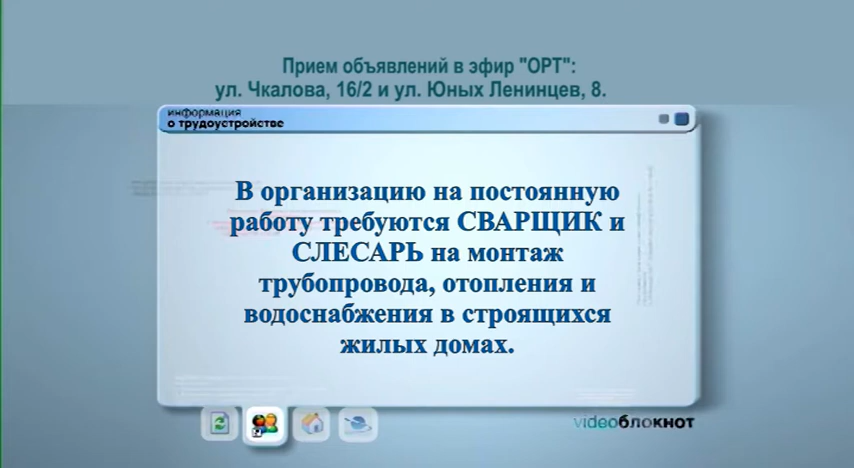 Прием объявлений в эфир "ОРТ":
ул. Чкалова, 16/2 и ул. Юных Ленинцев, 8.
информация
о трудоустройстве
В организацию на постоянную
работу требуются СВАРЩИК и
СЛЕСАРЬ на монтаж
трубопровода, отопления и
водоснабжения в строящихся
жилых домах.
videoблокнот